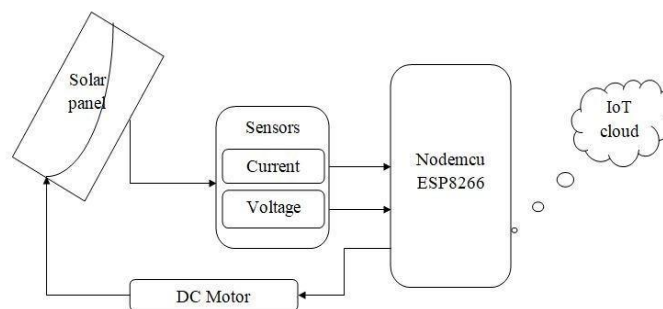 Solar
panel
Sensors
Current
Voltage
Nodemcu
ESP8266
IoT
cloud
DC Motor